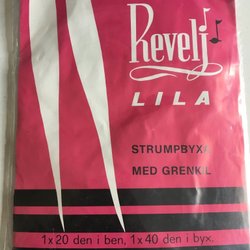 Revelj
LILA
STRUMPBYXA
MED GRENKIL
1x20 den i ben, 1x40 den i byx.